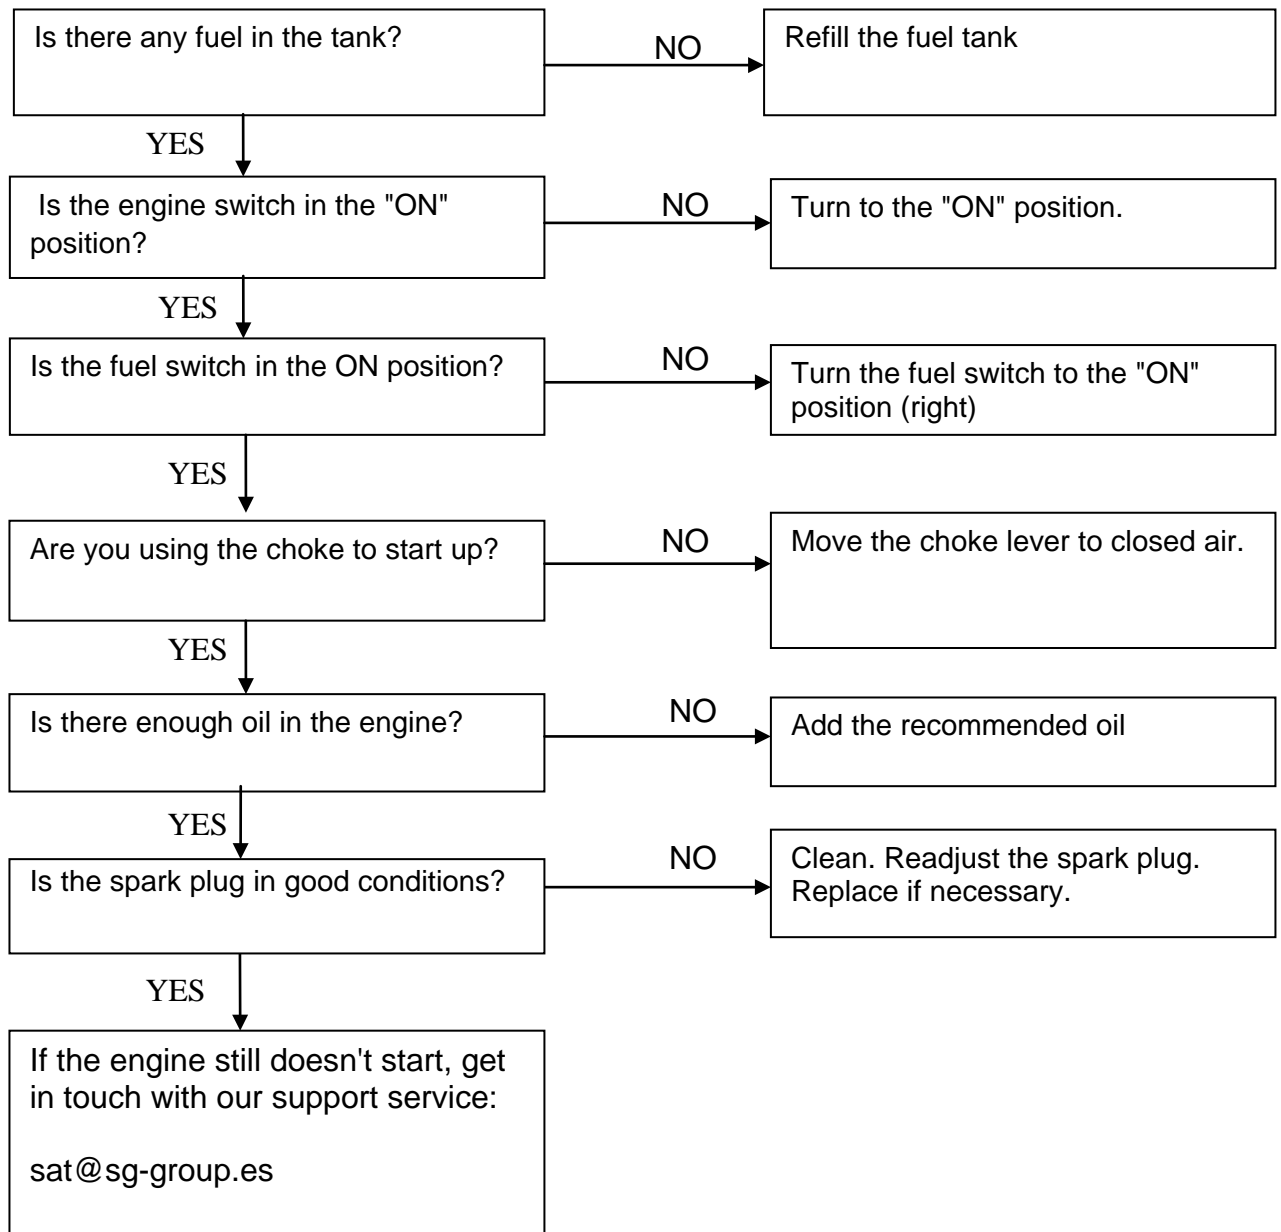 Is there any fuel in the tank?
NO
Refill the fuel tank
YES
Is the engine switch in the "ON"
position?
NO
Turn to the "ON" position.
YES
Is the fuel switch in the ON position?
NO
Turn the fuel switch to the "ON"
position (right)
YES
Are you using the choke to start up?
NO
Move the choke lever to closed air.
YES
Is there enough oil in the engine?
NO
Add the recommended oil
YES
Is the spark plug in good conditions?
NO
Clean. Readjust the spark plug.
Replace if necessary.
YES
If the engine still doesn't start, get
in touch with our support service:
sat@sg-group.es